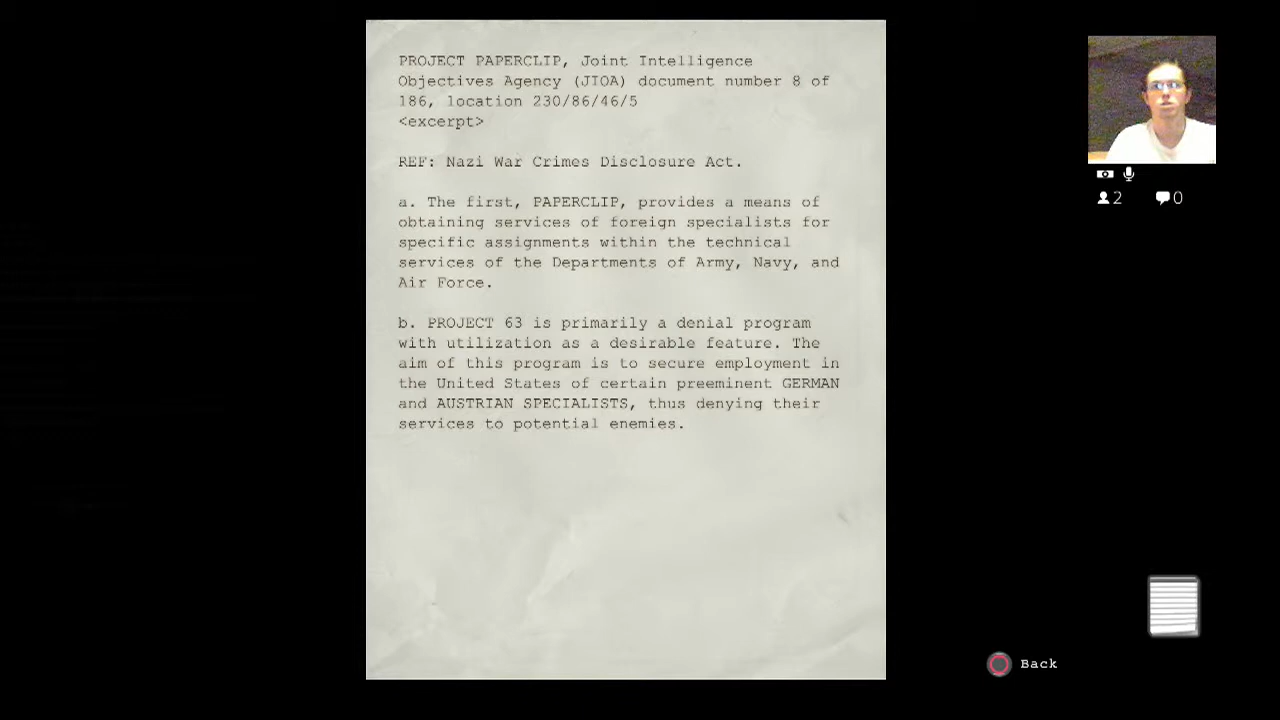 PROJECT PAPERCLIP, Joint Intelligence
Objectives Agency (JIOA) document number 8 of
186, location 230/86/46/5
<excerpt>
REF: Nazi War Crimes Disclosure Act.
a. The first, PAPERCLIP, provides a means of
obtaining services of foreign specialists for
specific assignments within the technical
services of the Departments of Army, Navy, and
Air Force.
b. PROJECT 63 is primarily a denial program
with utilization as a desirable feature. The
aim of this program is to secure employment in
the United States of certain preeminent GERMAN
and AUSTRIAN SPECIALISTS, thus denying their
services to potential enemies.
2 0
Back